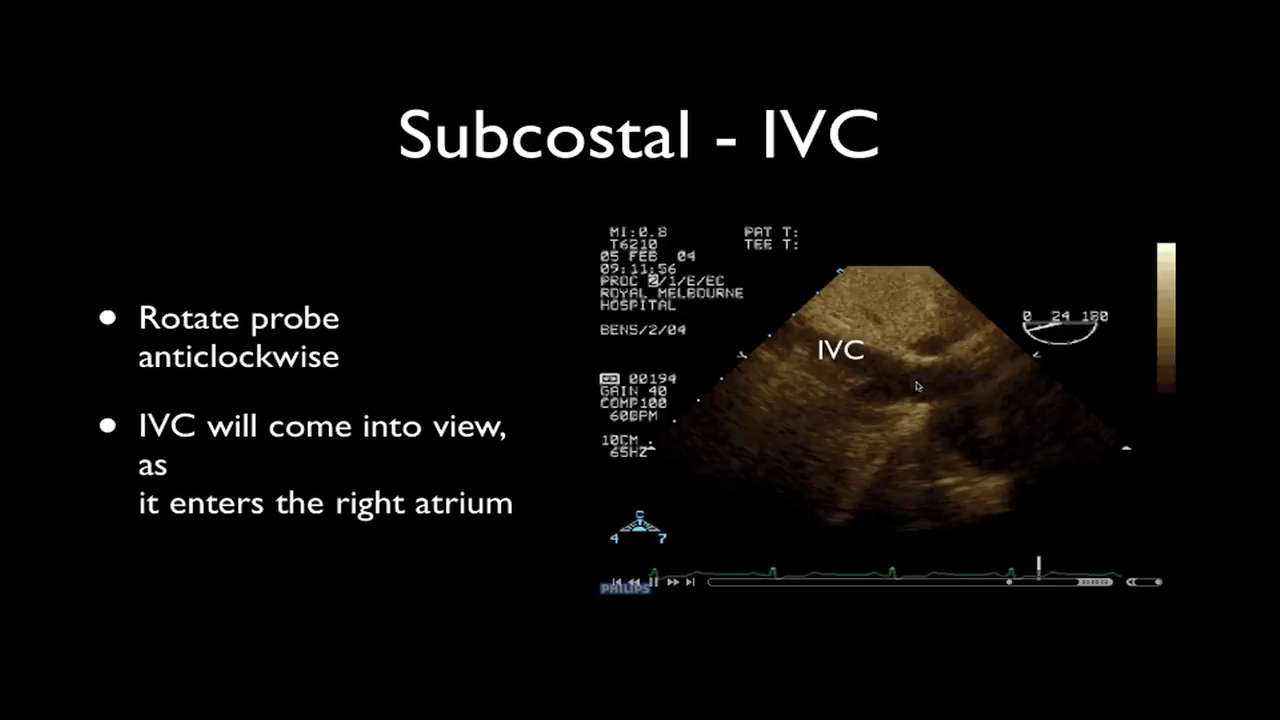 Subcostal - IVC
• Rotate probe
anticlockwise
• IVC will come into view,
as
it enters the right atrium
MI:0.8
T6210
05 FEB 04
09:11:56
PROC 2/1/E/EC
ROYAL MELBOURNE
HOSPITAL
BENS/2/04
00194
GAIN 40
COMP100
60BPM
10CM
65HZ
PAT T:
TEE T:
IVC
0 24 180
4 7
PHILIPS